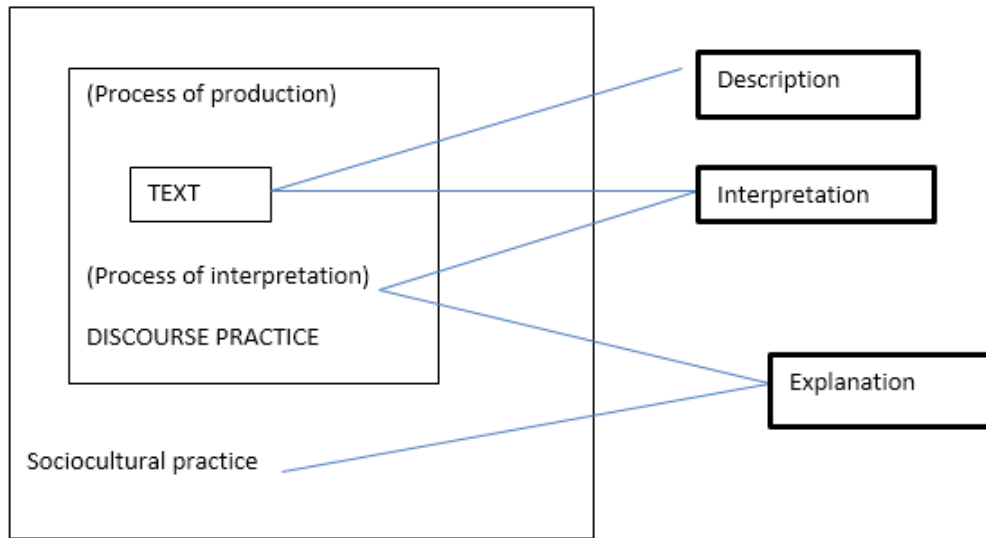 (Process of production)
TEXT
(Process of interpretation)
DISCOURSE PRACTICE
Sociocultural practice
Description
Interpretation
Explanation